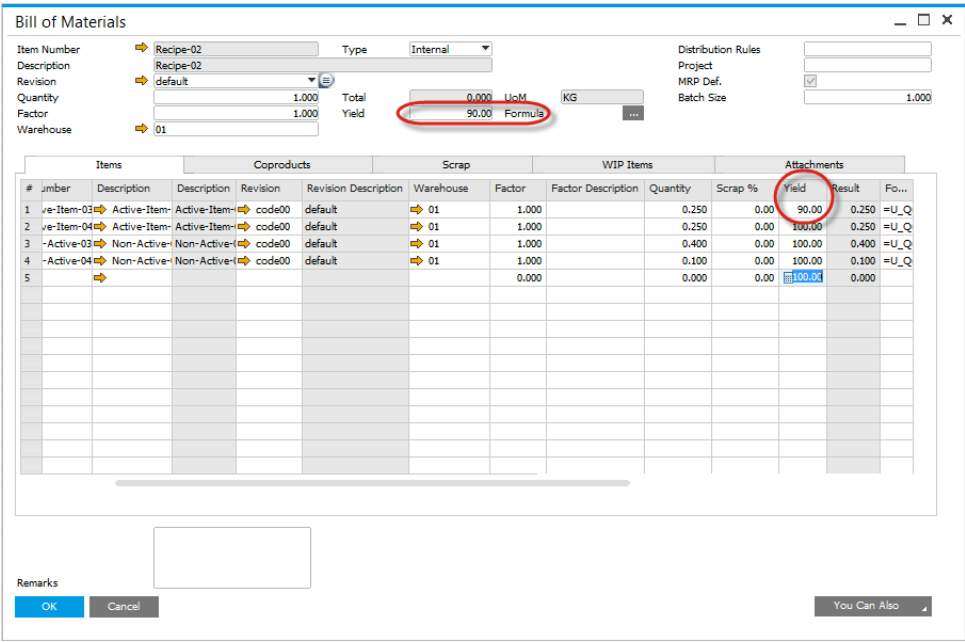 Bill of Materials
Item Number Recipe-02 Type Internal Distribution Rules
Description Recipe-02 Project
Revision default MRP Def.
Quantity 1.000 Total 0.000 UoM KG Batch Size 1.000
Factor 1.000 Yield 90.00 Formula ...
Warehouse 01
Items Coproducts Scrap WIP Items Attachments
# umber Description Description Revision Revision Description Warehouse Factor Factor Description Quantity Scrap % Yield Result Fo...
1 ve-Item-03 Active-Item- Active-Item- code00 default 01 1.000 0.250 0.00 90.00 0.250 =U_Q
2 ve-Item-04 Active-Item- Active-Item- code00 default 01 1.000 0.250 0.00 100.00 0.250 =U_Q
3 -Active-03 Non-Active- Non-Active-( code00 default 01 1.000 0.400 0.00 100.00 0.400 =U_Q
4 -Active-04 Non-Active- Non-Active-( code00 default 01 1.000 0.100 0.00 100.00 0.100 =U_Q
5 0.000 0.000 0.00 100.00 0.000
Remarks
OK Cancel You Can Also